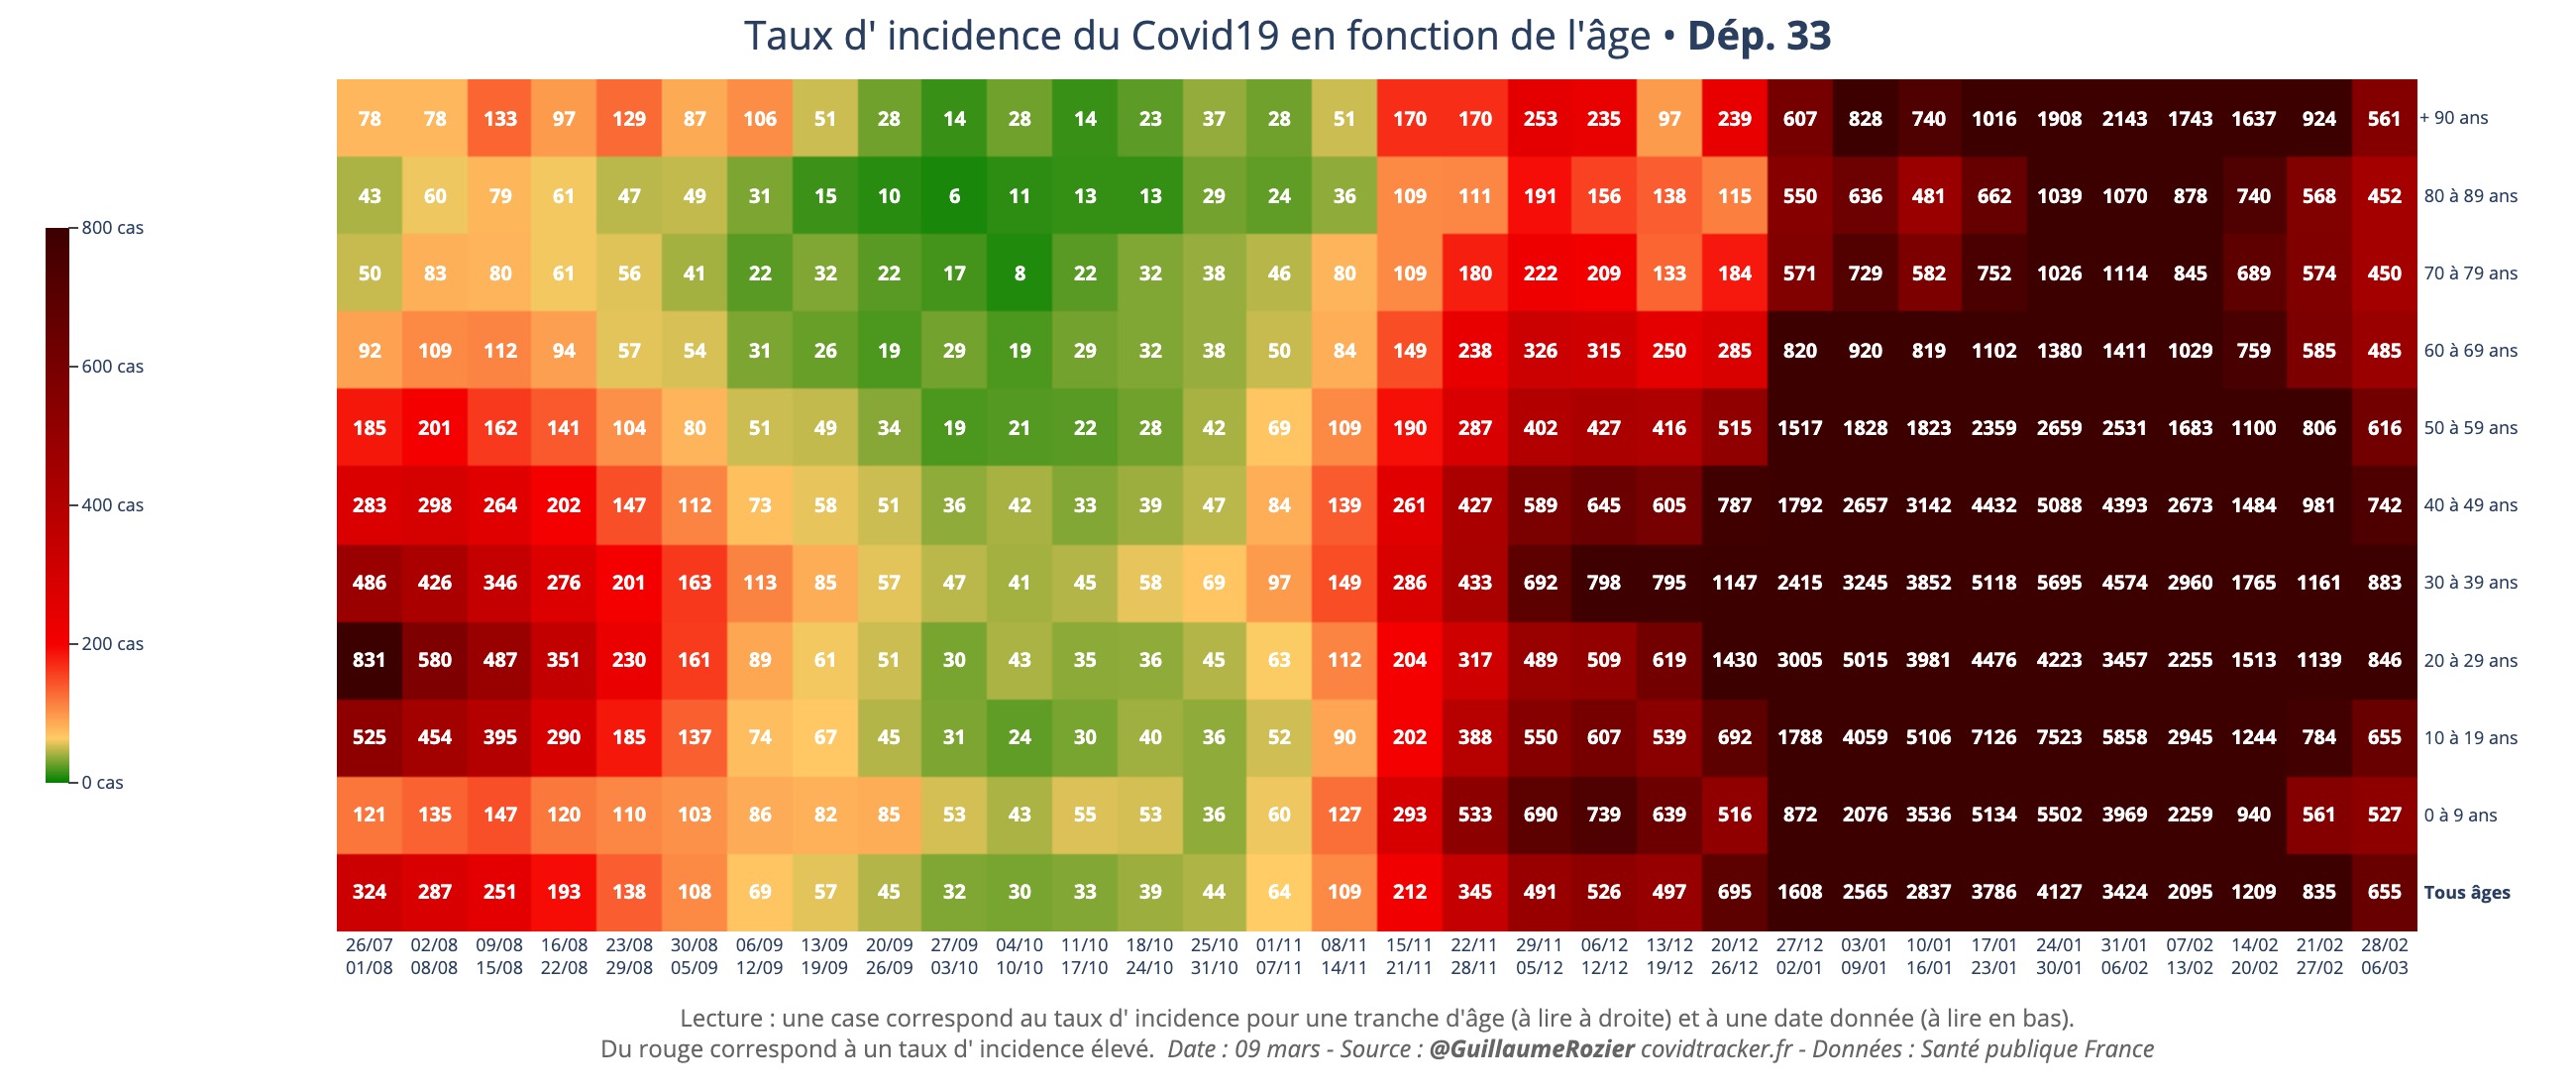 Taux d' incidence du Covid19 en fonction de l'âge • Dép. 33
78 78 133 97 129 87 106 51 28 14 28 14 23 37 28 51 170 170 253 235 97 239 607 828 740 1016 1908 2143 1743 1637 924 561 + 90 ans
43 60 79 61 47 49 31 15 10 6 11 13 13 29 24 36 109 111 191 156 138 115 550 636 481 662 1039 1070 878 740 568 452 80 à 89 ans
800 cas
50 83 80 61 56 41 22 32 22 17 8 22 32 38 46 80 109 180 222 209 133 184 571 729 582 752 1026 1114 845 689 574 450 70 à 79 ans
92 109 112 94 57 54 31 26 19 29 19 29 32 38 50 84 149 238 326 315 250 285 820 920 819 1102 1380 1411 1029 759 585 485 60 à 69 ans
600 cas
185 201 162 141 104 80 51 49 34 19 21 22 28 42 69 109 190 287 402 427 416 515 1517 1828 1823 2359 2659 2531 1683 1100 806 616 50 à 59 ans
400 cas
283 298 264 202 147 112 73 58 51 36 42 33 39 47 84 139 261 427 589 645 605 787 1792 2657 3142 4432 5088 4393 2673 1484 981 742 40 à 49 ans
486 426 346 276 201 163 113 85 57 47 41 45 58 69 97 149 286 433 692 798 795 1147 2415 3245 3852 5118 5695 4574 2960 1765 1161 883 30 à 39 ans
200 cas
831 580 487 351 230 161 89 61 51 30 43 35 36 45 63 112 204 317 489 509 619 1430 3005 5015 3981 4476 4223 3457 2255 1513 1139 846 20 à 29 ans
525 454 395 290 185 137 74 67 45 31 24 30 40 36 52 90 202 388 550 607 539 692 1788 4059 5106 7126 7523 5858 2945 1244 784 655 10 à 19 ans
0 cas
121 135 147 120 110 103 86 82 85 53 43 55 53 36 60 127 293 533 690 739 639 516 872 2076 3536 5134 5502 3969 2259 940 561 527 0 à 9 ans
324 287 251 193 138 108 69 57 45 32 30 33 39 44 64 109 212 345 491 526 497 695 1608 2565 2837 3786 4127 3424 2095 1209 835 655 Tous âges
26/07 02/08 09/08 16/08 23/08 30/08 06/09 13/09 20/09 27/09 04/10 11/10 18/10 25/10 01/11 08/11 15/11 22/11 29/11 06/12 13/12 20/12 27/12 03/01 10/01 17/01 24/01 31/01 07/02 14/02 21/02 28/02
01/08 08/08 15/08 22/08 29/08 05/09 12/09 19/09 26/09 03/10 10/10 17/10 24/10 31/10 07/11 14/11 21/11 28/11 05/12 12/12 19/12 26/12 02/01 09/01 16/01 23/01 30/01 06/02 13/02 20/02 27/02 06/03
Lecture : une case correspond au taux d' incidence pour une tranche d'âge (à lire à droite) et à une date donnée (à lire en bas).
Du rouge correspond à un taux d' incidence élevé. Date : 09 mars - Source : @GuillaumeRozier covidtracker.fr - Données : Santé publique France